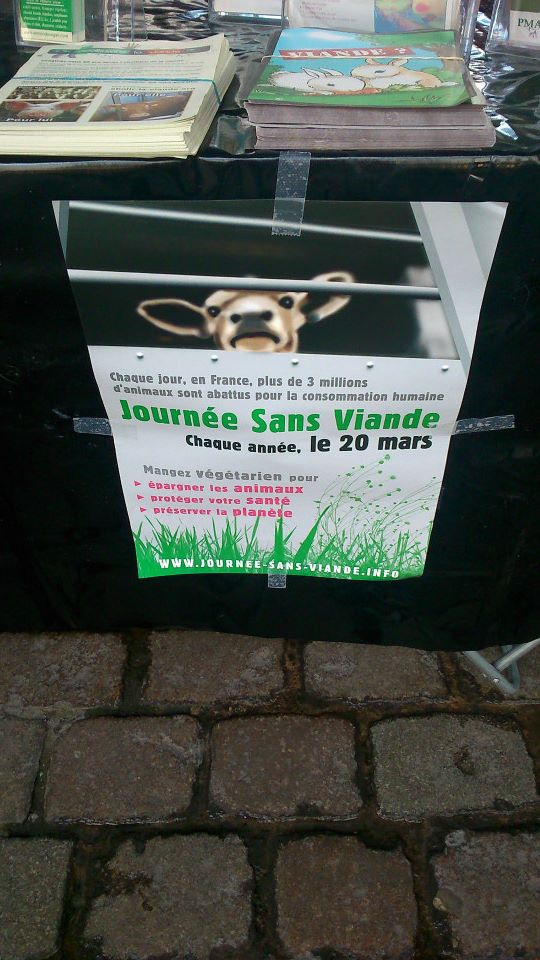 VIANDE ?
PMA
Pour lui
Chaque jour, en France, plus de 3 millions
d'animaux sont abattus pour la consommation humaine
Journée Sans Viande
Chaque année, le 20 mars
Mangez végétarien pour
► épargner les animaux
► protéger votre santé
► préserver la planète
WWW.JOURNEE-SANS-VIANDE.INFO